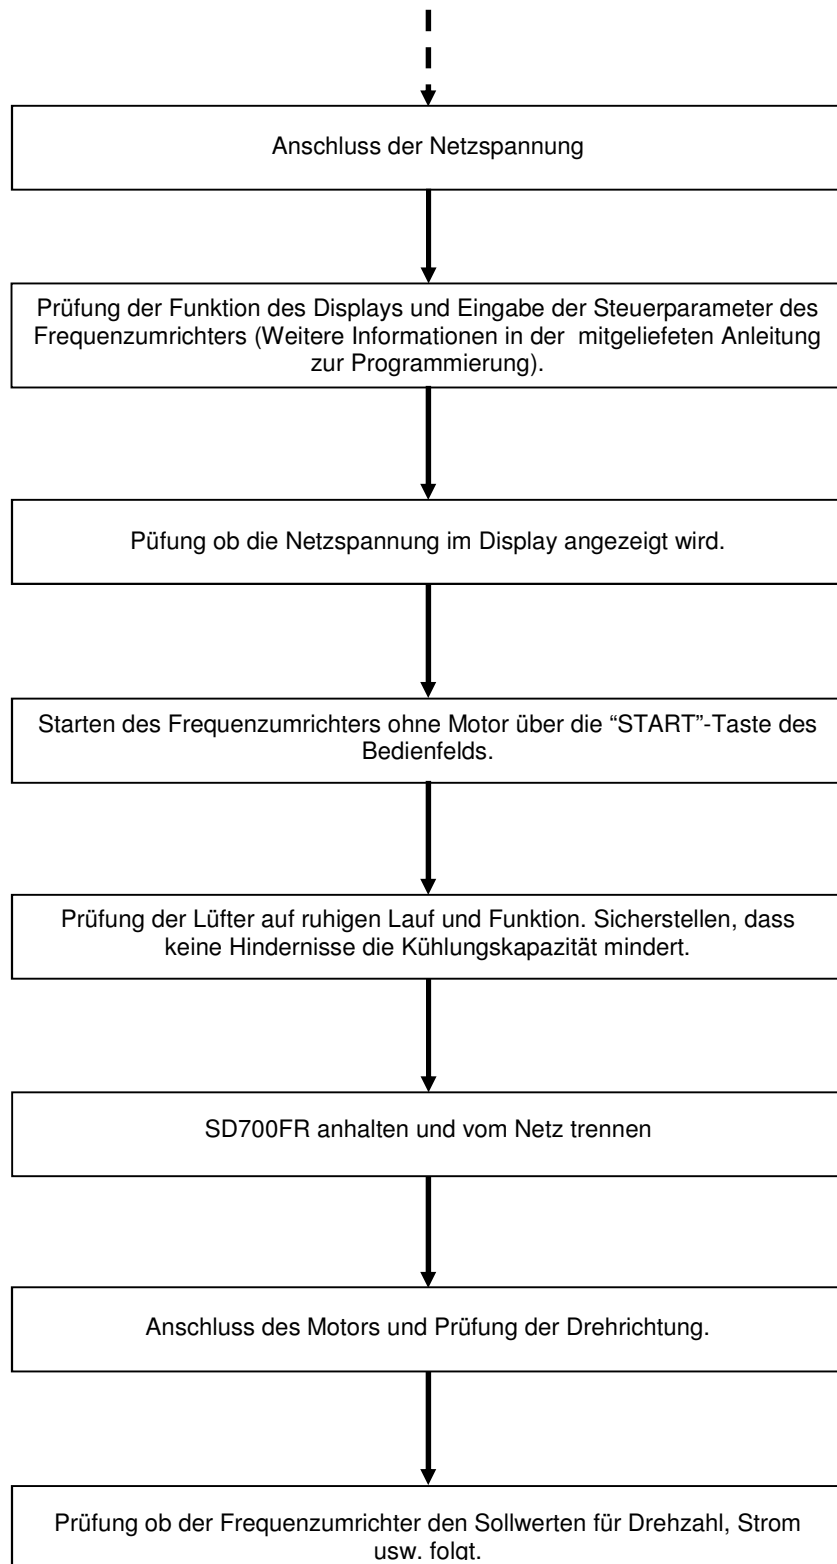 Anschluss der Netzspannung
Prüfung der Funktion des Displays und Eingabe der Steuerparameter des
Frequenzumrichters (Weitere Informationen in der mitgeliefeten Anleitung
zur Programmierung).
Püfung ob die Netzspannung im Display angezeigt wird.
Starten des Frequenzumrichters ohne Motor über die “START”-Taste des
Bedienfelds.
Prüfung der Lüfter auf ruhigen Lauf und Funktion. Sicherstellen, dass
keine Hindernisse die Kühlungskapazität mindert.
SD700FR anhalten und vom Netz trennen
Anschluss des Motors und Prüfung der Drehrichtung.
Prüfung ob der Frequenzumrichter den Sollwerten für Drehzahl, Strom
usw. folgt.